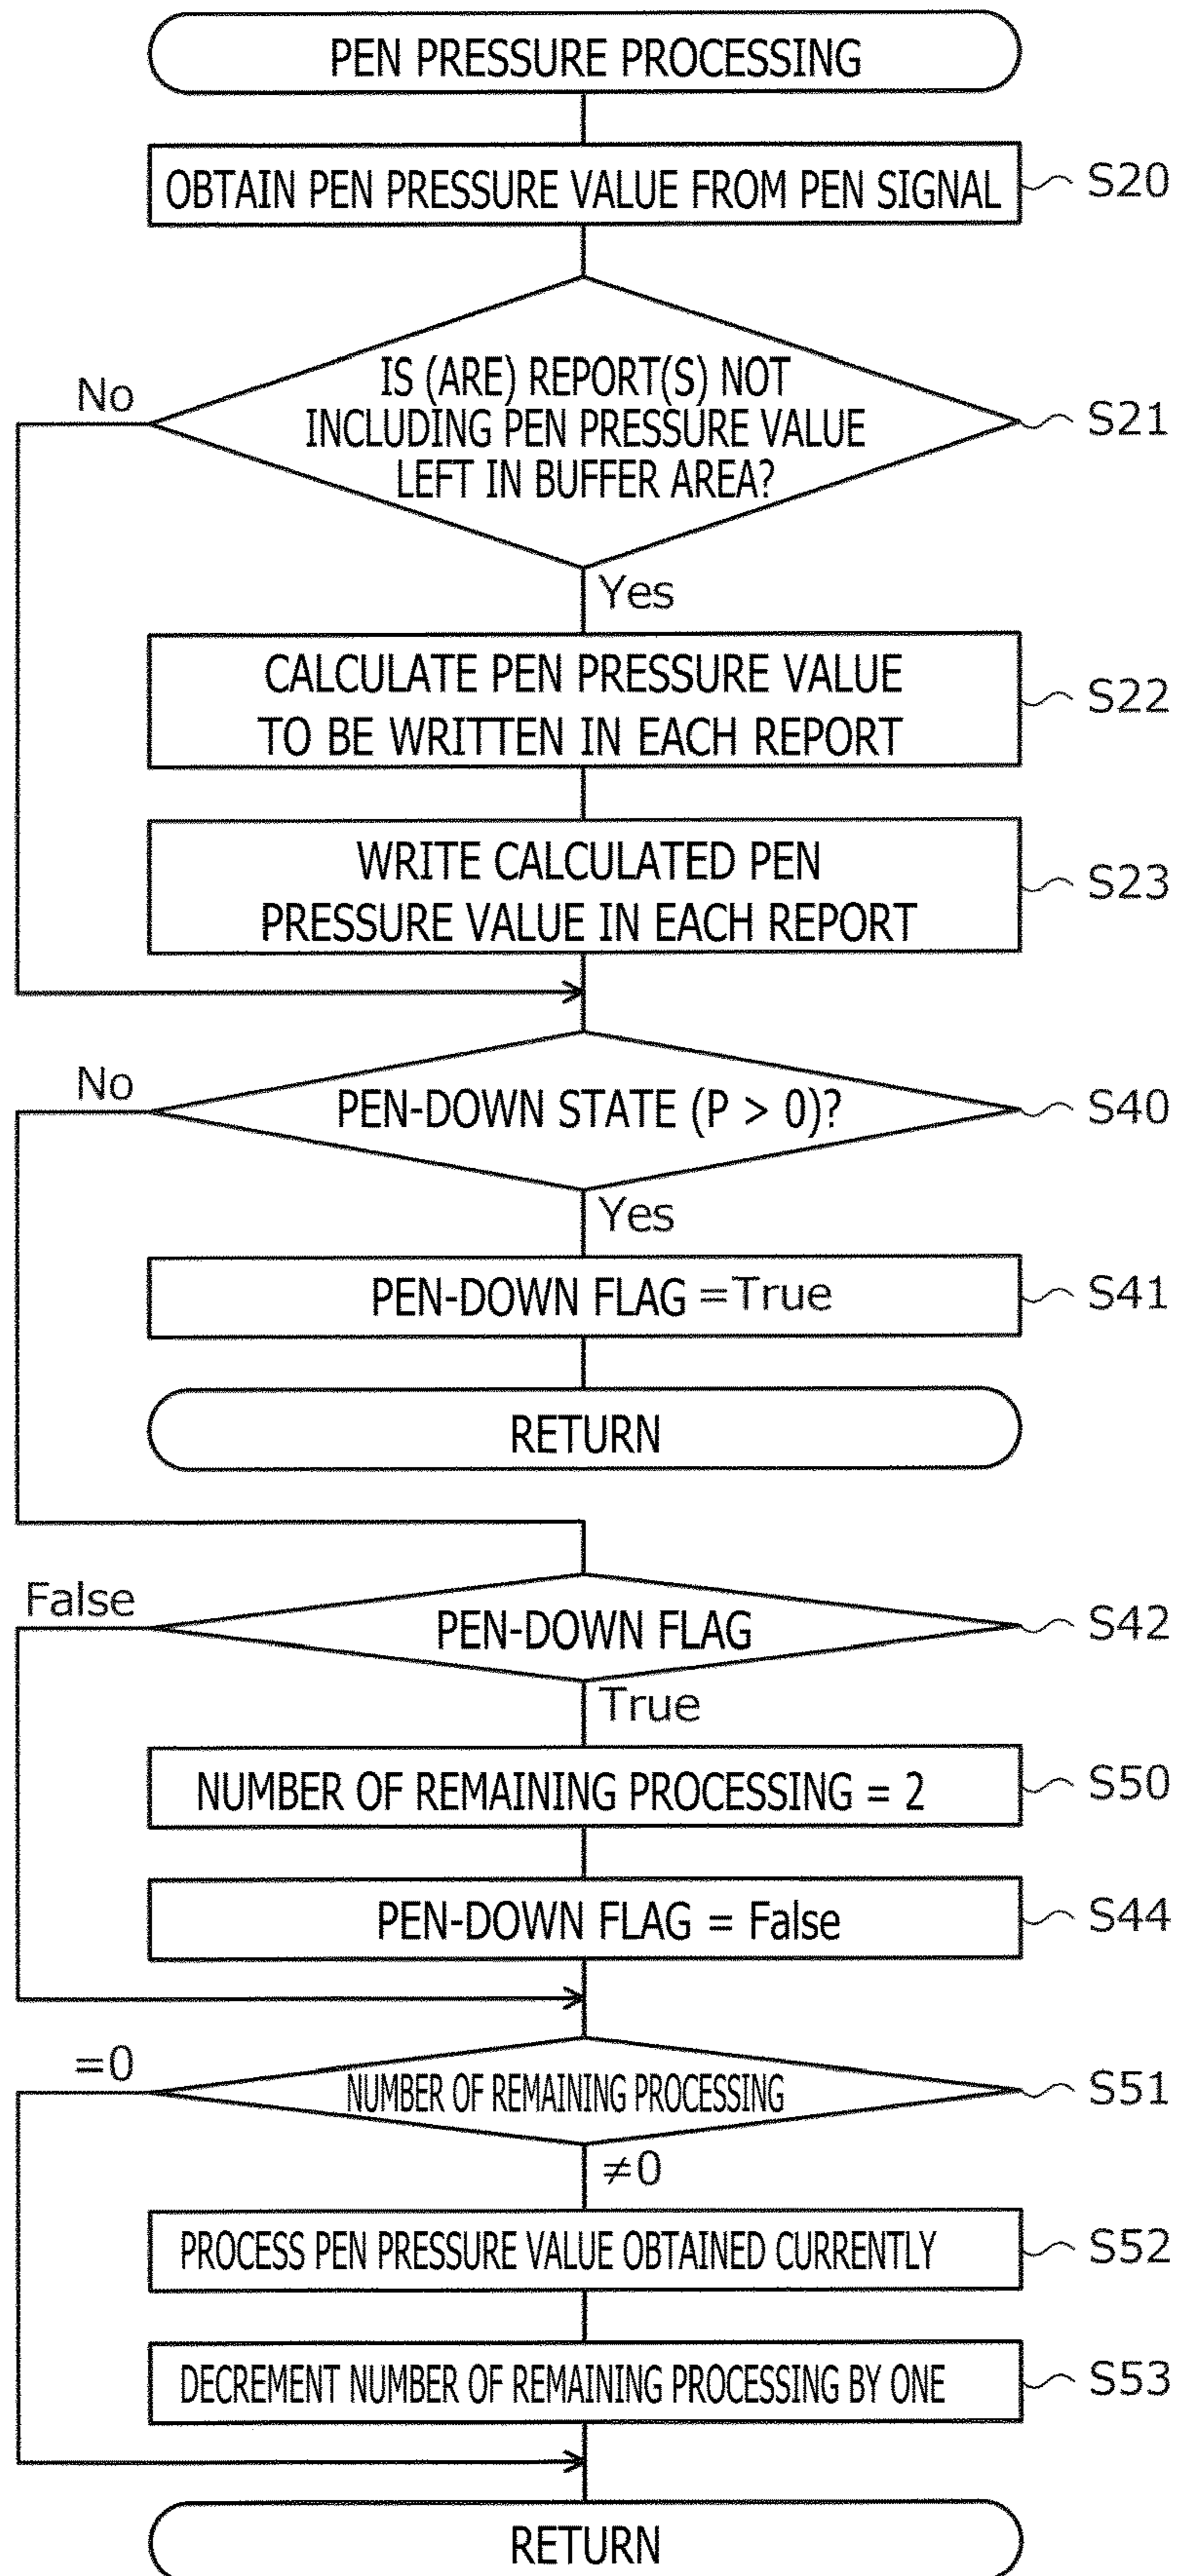 PEN PRESSURE PROCESSING
OBTAIN PEN PRESSURE VALUE FROM PEN SIGNAL
S20
IS (ARE) REPORT(S) NOT
INCLUDING PEN PRESSURE VALUE
LEFT IN BUFFER AREA?
No
S21
Yes
CALCULATE PEN PRESSURE VALUE
TO BE WRITTEN IN EACH REPORT
S22
WRITE CALCULATED PEN
PRESSURE VALUE IN EACH REPORT
S23
No
PEN-DOWN STATE (P > 0)?
S40
Yes
PEN-DOWN FLAG =True
S41
RETURN
False
PEN-DOWN FLAG
S42
True
NUMBER OF REMAINING PROCESSING = 2
S50
PEN-DOWN FLAG = False
S44
=0
NUMBER OF REMAINING PROCESSING
S51
≠0
PROCESS PEN PRESSURE VALUE OBTAINED CURRENTLY
S52
DECREMENT NUMBER OF REMAINING PROCESSING BY ONE
S53
RETURN